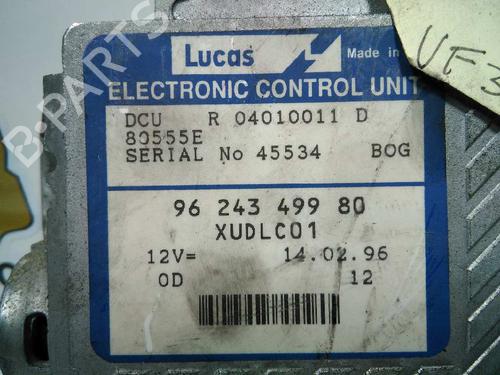 Lucas
Made in
ELECTRONIC CONTROL UNIT
DCU R 04010011 D
80555E
SERIAL No 45534 BOG
96 243 499 80
XUDLC01
12V= 14.02.96
0D 12
VF3
B-PARTS